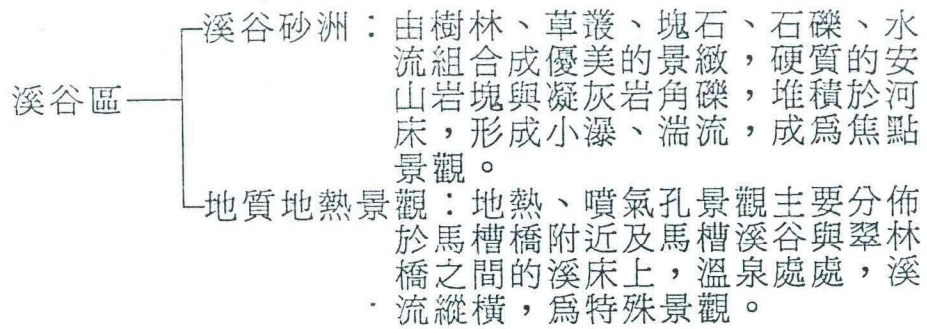 溪谷砂洲：由樹林、草叢、塊石、石礫、水
流組合成優美的景緻，硬質的安
溪谷區
山岩塊與凝灰岩角礫，堆積於河
床，形成小瀑、湍流，成爲焦點
景觀。
地質地熱景觀：地熱、噴氣孔景觀主要分佈
於馬槽橋附近及馬槽溪谷與翠林
橋之間的溪床上，溫泉處處，溪
流縱橫，爲特殊景觀。